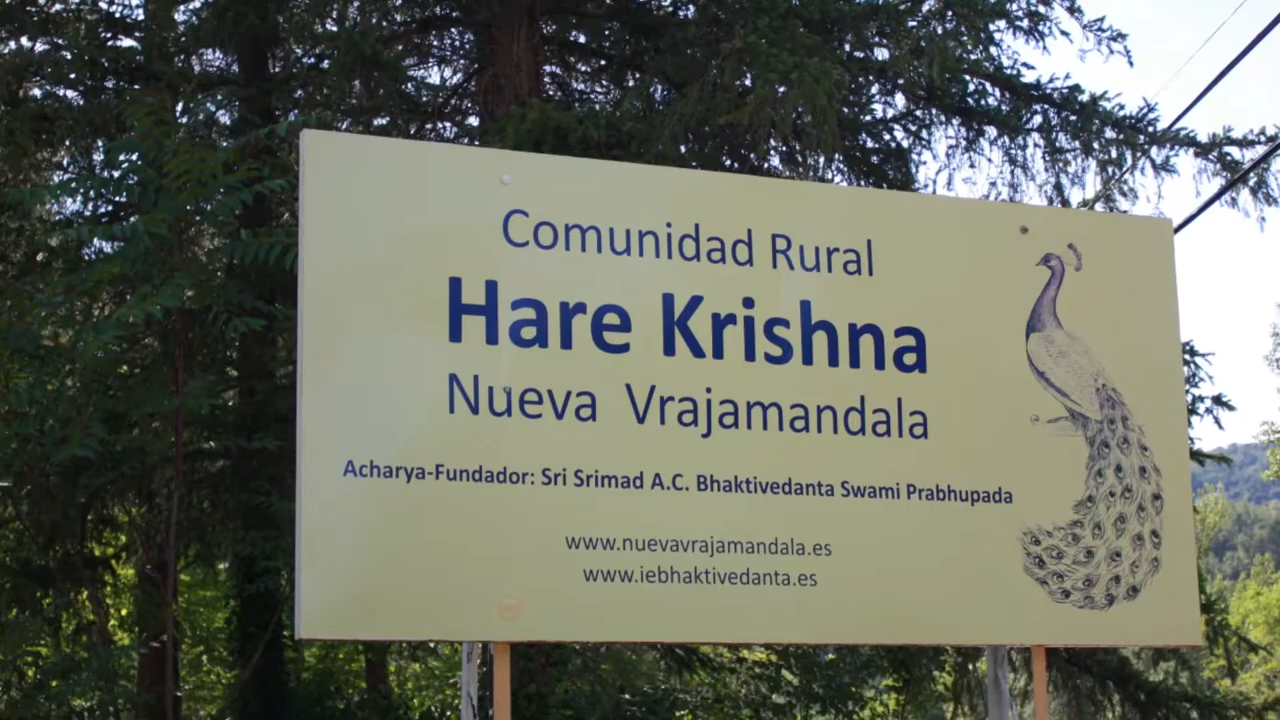 Comunidad Rural
Hare Krishna
Nueva Vrajamandala
Acharya-Fundador: Sri Srimad A.C. Bhaktivedanta Swami Prabhupada
www.nuevavrajamandala.es
www.iebhaktivedanta.es